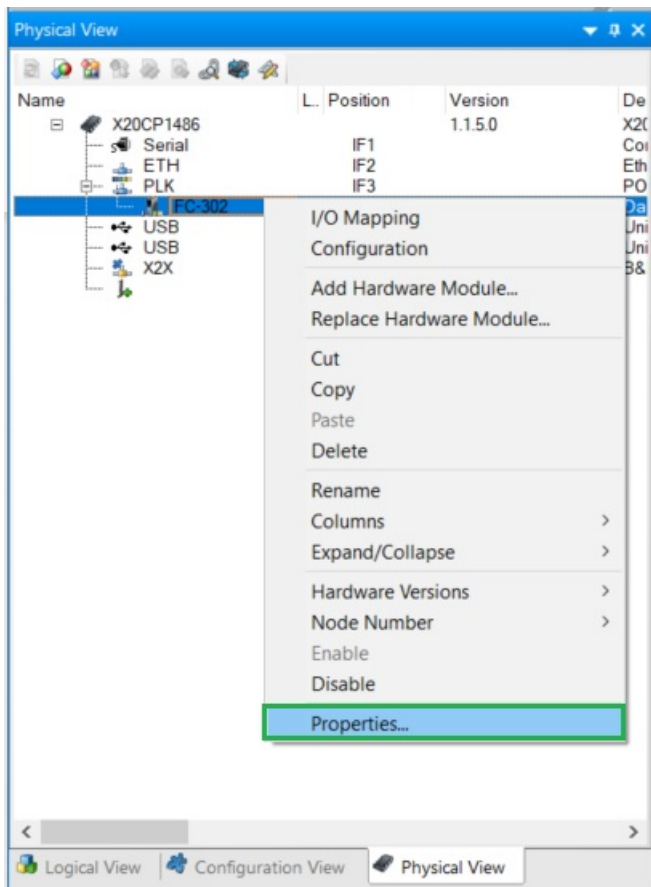 Physical View
Name L.. Position Version De
X20CP1486 1.1.5.0 X20
Serial IF1 Co
ETH IF2 Eth
PLK IF3 PO
FC-302 Da
USB Uni
USB Uni
X2X B&
I/O Mapping
Configuration
Add Hardware Module...
Replace Hardware Module...
Cut
Copy
Paste
Delete
Rename
Columns
Expand/Collapse
Hardware Versions
Node Number
Enable
Disable
Properties...
Logical View Configuration View Physical View